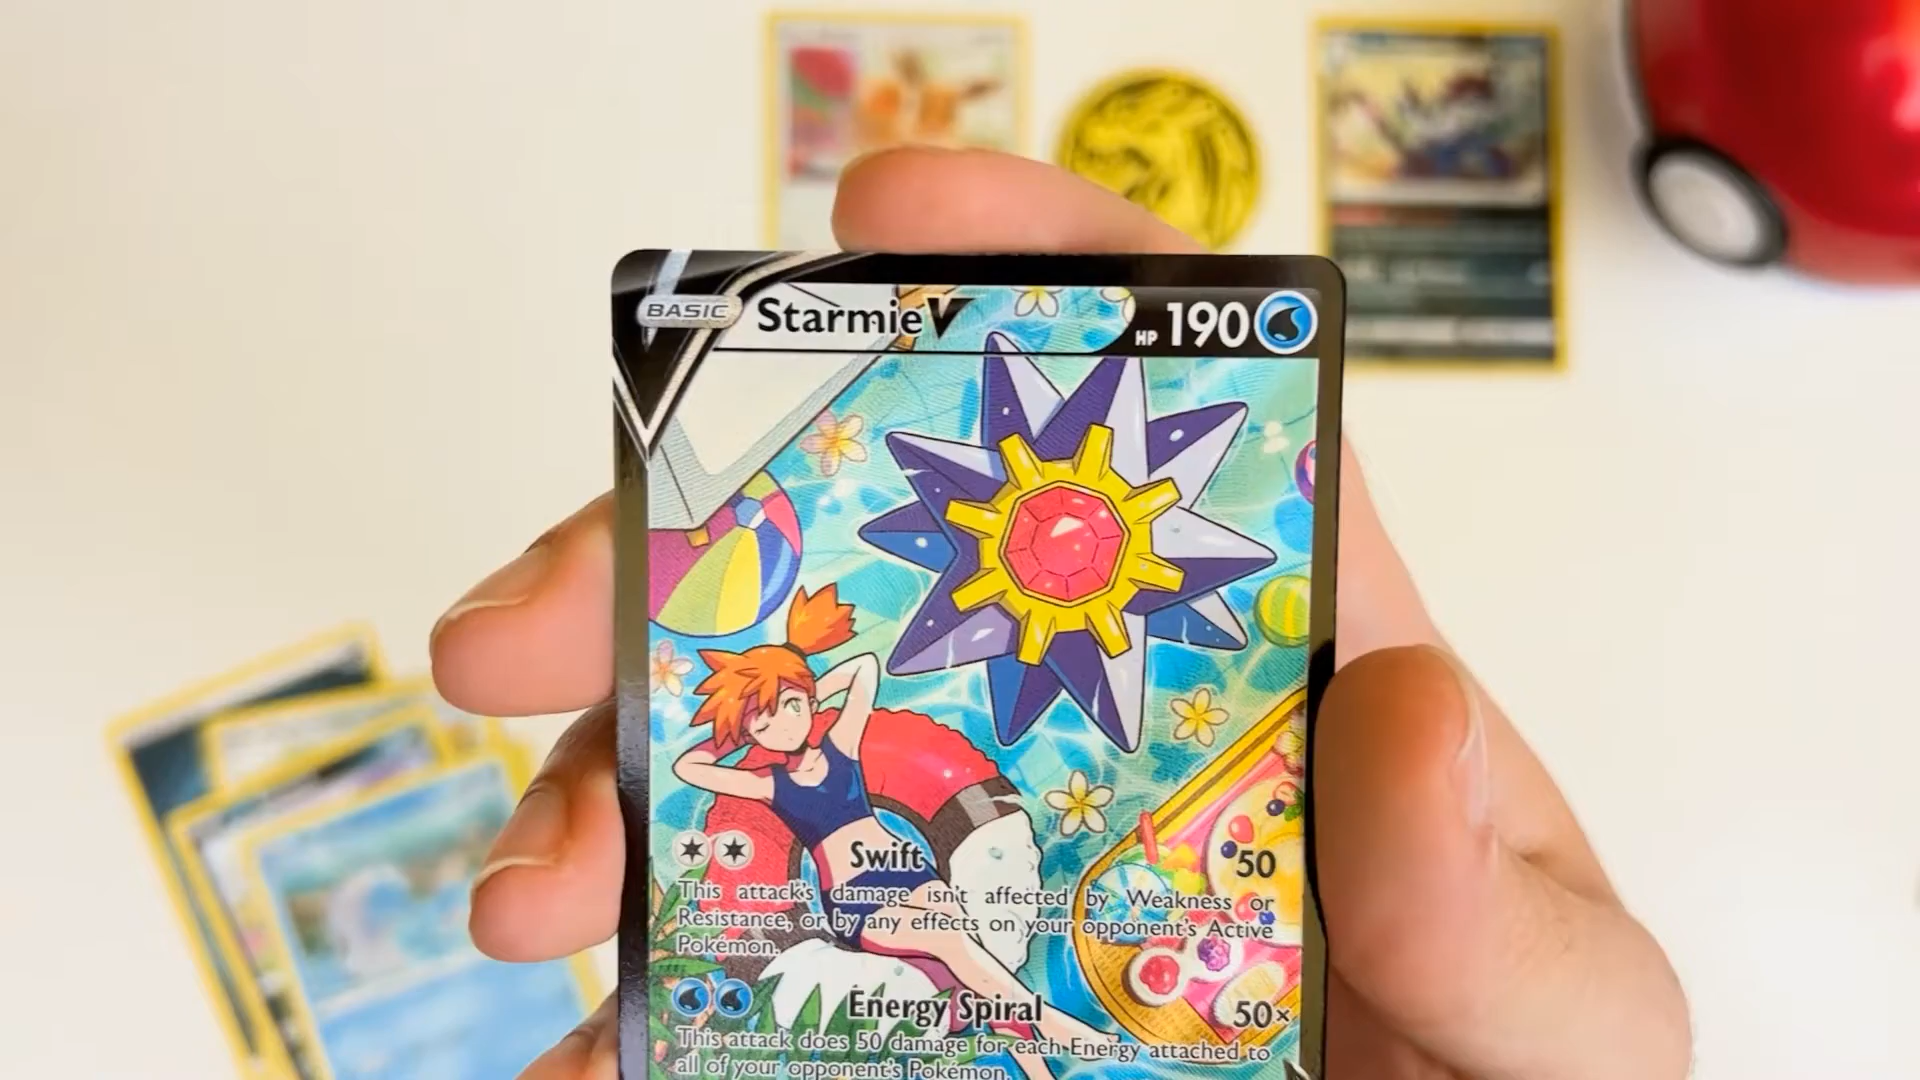 BASIC Starmie V HP 190
Swift 50
This attack's damage isn't affected by Weakness or
Resistance, or by any effects on your opponent's Active
Pokémon.
Energy Spiral 50×
This attack does 50 damage for each Energy attached to
all of your opponent's Pokémon.